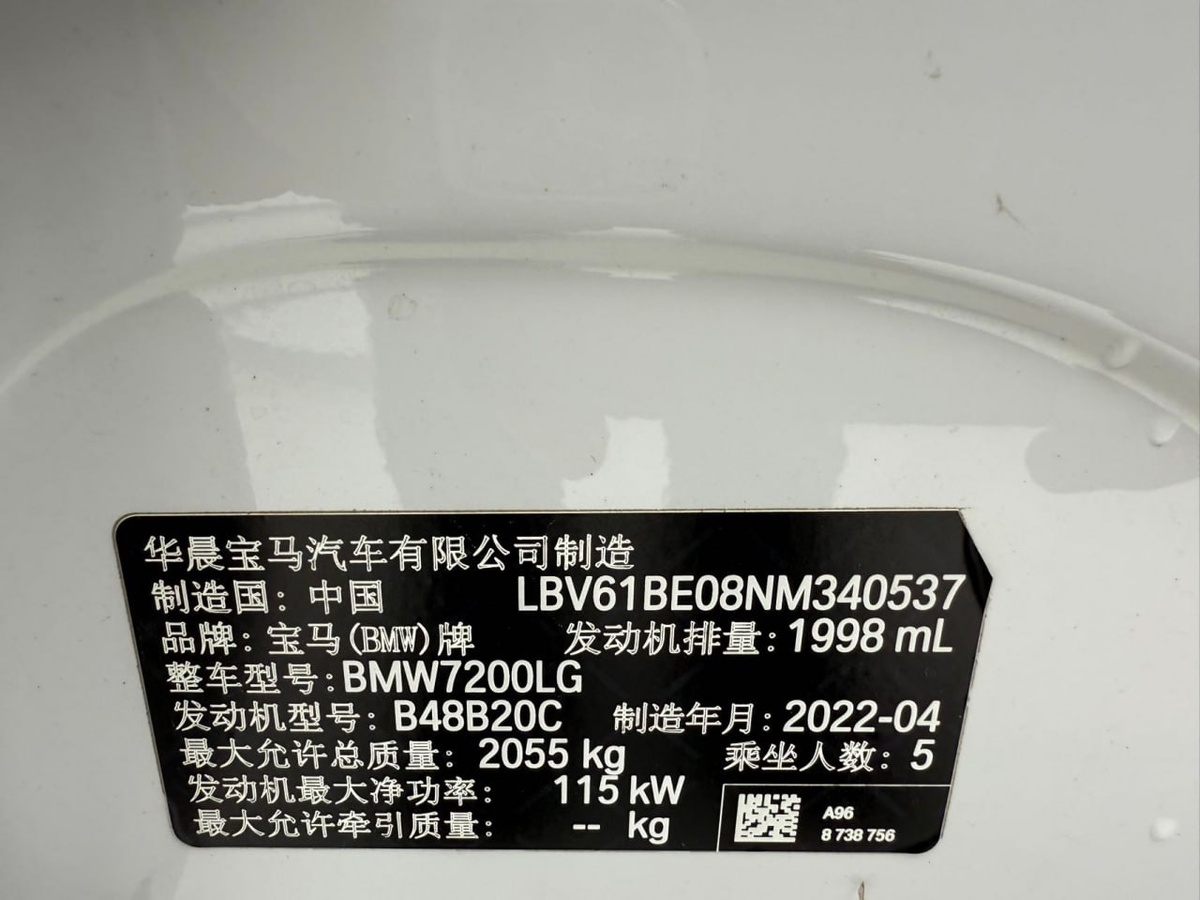 华晨宝马汽车有限公司制造
制造国：中国 LBV61BE08NM340537
品牌：宝马(BMW)牌 发动机排量：1998 mL
整车型号：BMW7200LG
发动机型号：B48B20C 制造年月：2022-04
最大允许总质量：2055 kg 乘坐人数：5
发动机最大净功率：115 kW
最大允许牵引质量：-- kg
A96
8 738 756